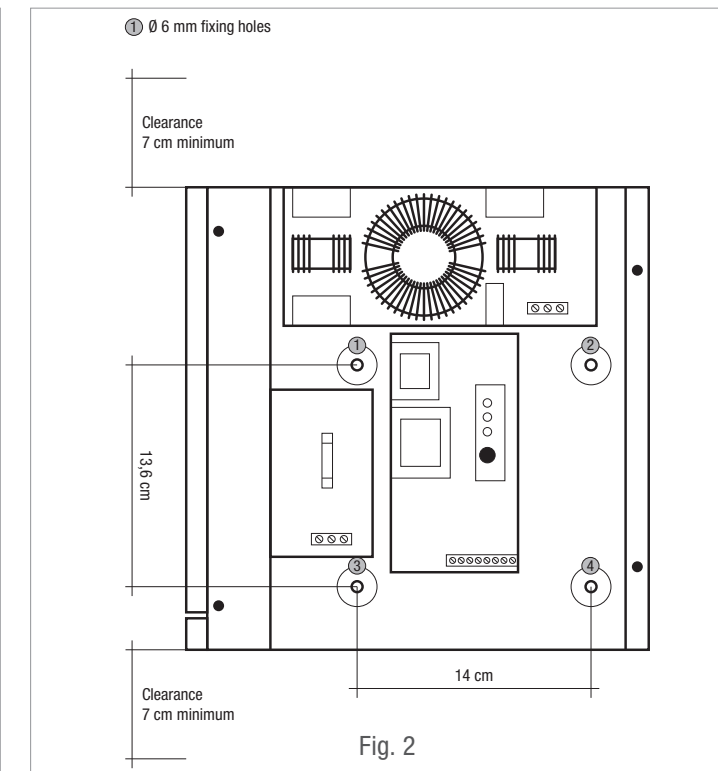 1 Ø 6 mm fixing holes
Clearance
7 cm minimum
1
2
13,6 cm
3
4
14 cm
Clearance
7 cm minimum
Fig. 2